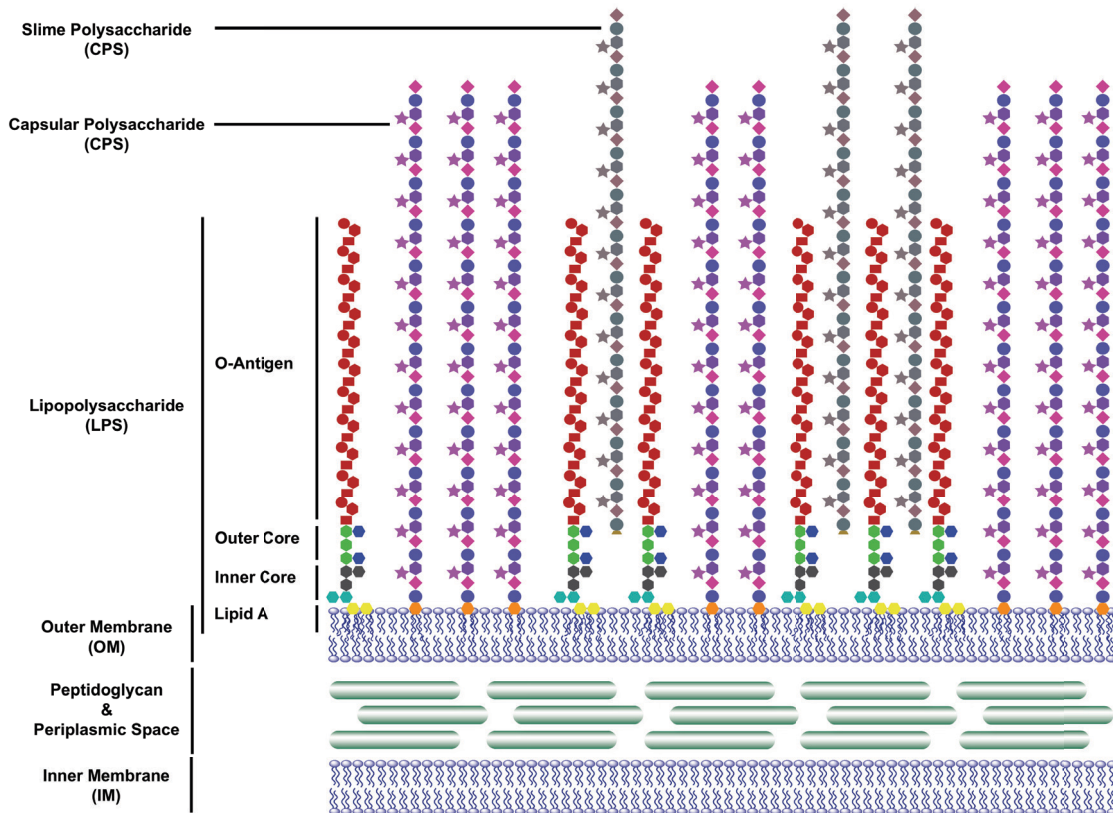 Slime Polysaccharide
(CPS)
Capsular Polysaccharide
(CPS)
O-Antigen
Lipopolysaccharide
(LPS)
Outer Core
Inner Core
Lipid A
Outer Membrane
(OM)
Peptidoglycan
&
Periplasmic Space
Inner Membrane
(IM)